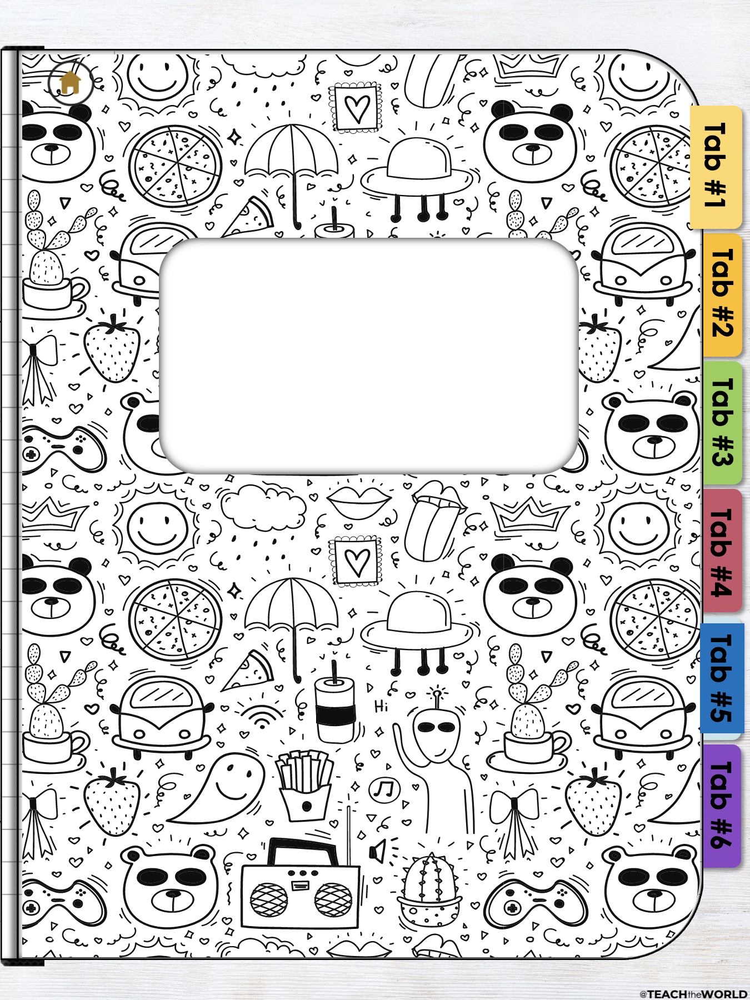 Tab #1
Tab #2
Tab #3
Tab #4
Tab #5
Hi
Tab #6
@TEACHtheWORLD